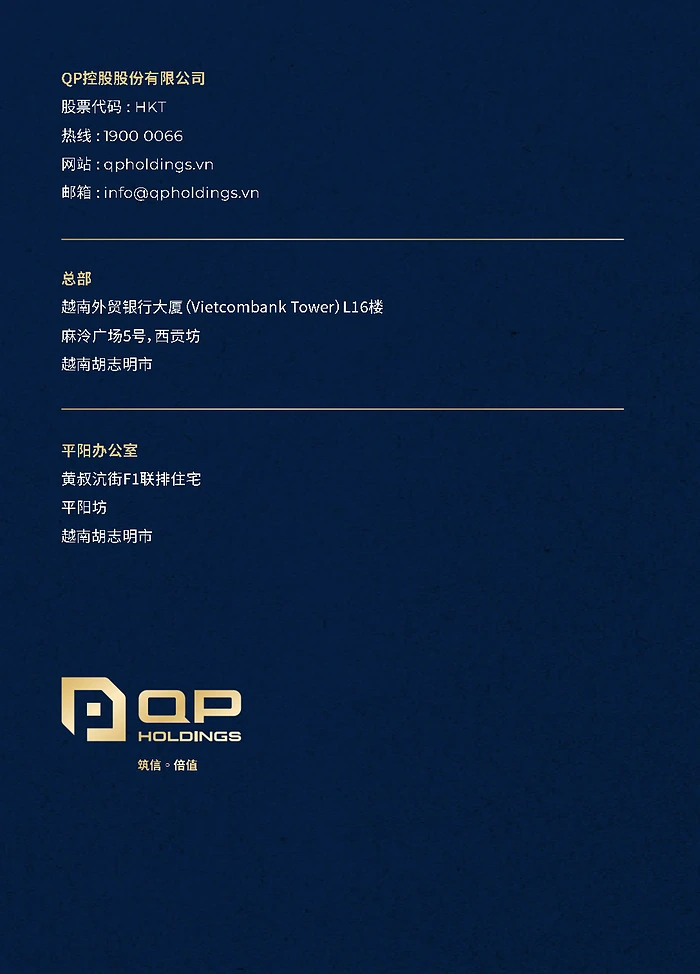 QP控股股份有限公司
股票代码 : HKT
热线 : 1900 0066
网站 : qpholdings.vn
邮箱 : info@qpholdings.vn
总部
越南外贸银行大厦（Vietcombank Tower）L16楼
麻泠广场5号，西贡坊
越南胡志明市
平阳办公室
黄叔沆街F1联排住宅
平阳坊
越南胡志明市
QP
HOLDINGS
筑信。倍值